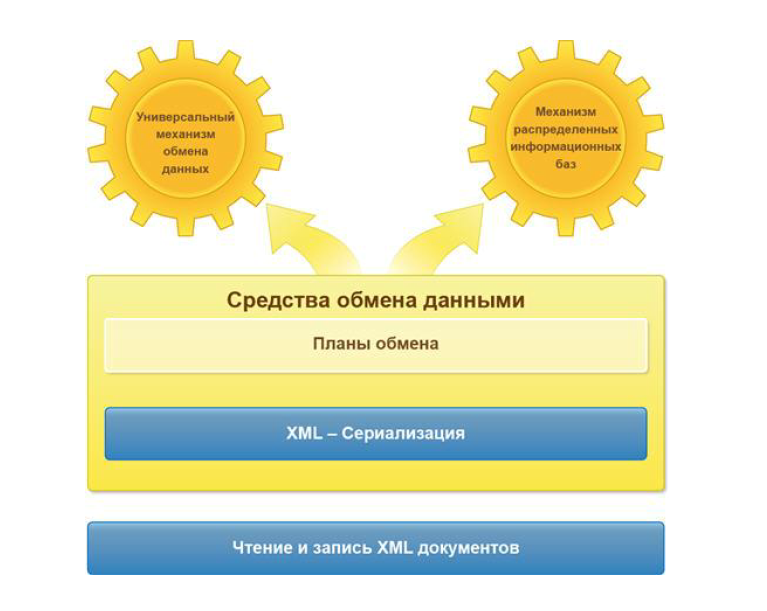 Универсальный
механизм
обмена
данных
Механизм
распределенных
информационных
баз
Средства обмена данными
Планы обмена
XML – Сериализация
Чтение и запись XML документов